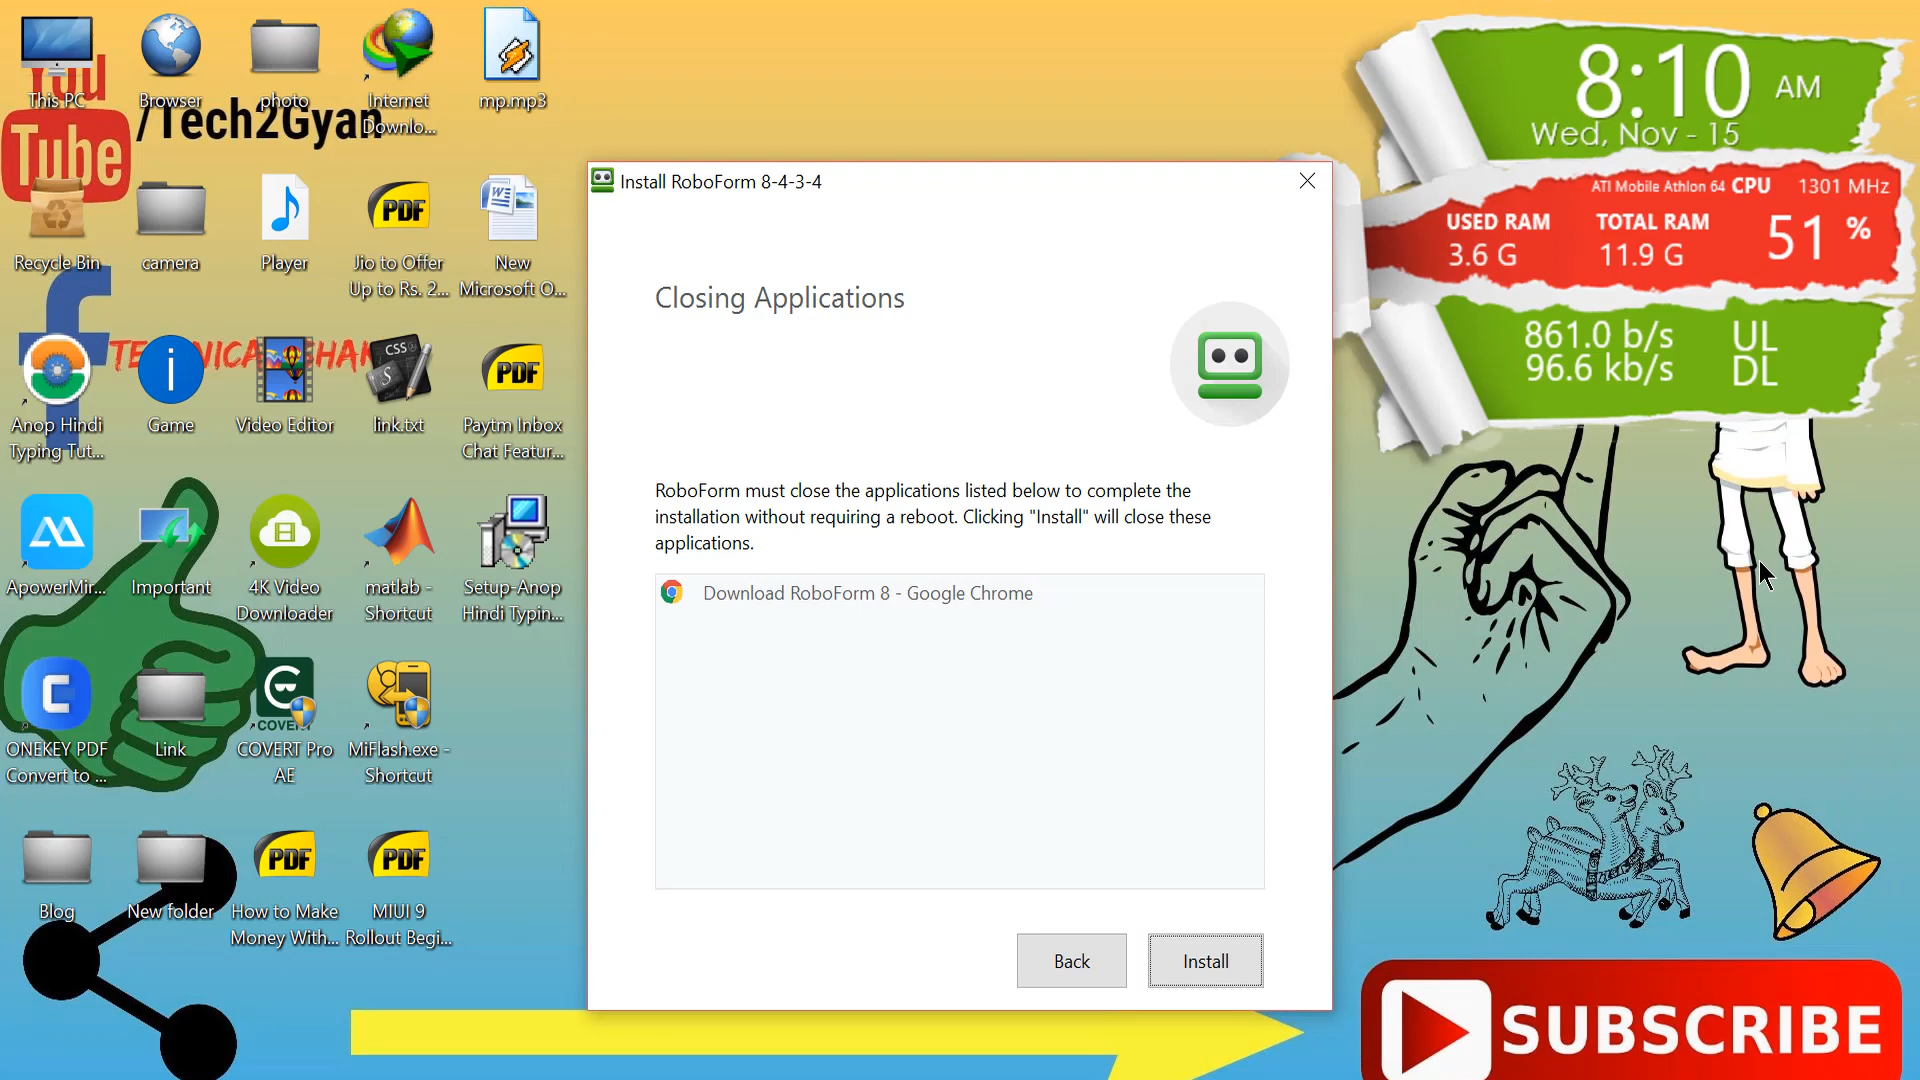 This PC
Browser
photo
Internet
Downlo...
mp.mp3
You
Tube
/Tech2Gyan
Recycle Bin
camera
Player
PDF
Jio to Offer
Up to Rs. 2...
New
Microsoft O...
Anop Hindi
Typing Tut...
Game
Video Editor
CSS
link.txt
PDF
Paytm Inbox
Chat Featur...
ApowerMir...
Important
4K Video
Downloader
matlab -
Shortcut
Setup-Anop
Hindi Typin...
ONEKEY PDF
Convert to ...
Link
COVERT
COVERT Pro
AE
MiFlash.exe -
Shortcut
Blog
New folder
PDF
How to Make
Money With...
PDF
MIUI 9
Rollout Begi...
Install RoboForm 8-4-3-4
Closing Applications
RoboForm must close the applications listed below to complete the
installation without requiring a reboot. Clicking "Install" will close these
applications.
Download RoboForm 8 - Google Chrome
Back
Install
8:10 AM
Wed, Nov - 15
ATI Mobile Athlon 64 CPU 1301 MHz
USED RAM TOTAL RAM 51 %
3.6 G 11.9 G
861.0 b/s UL
96.6 kb/s DL
SUBSCRIBE